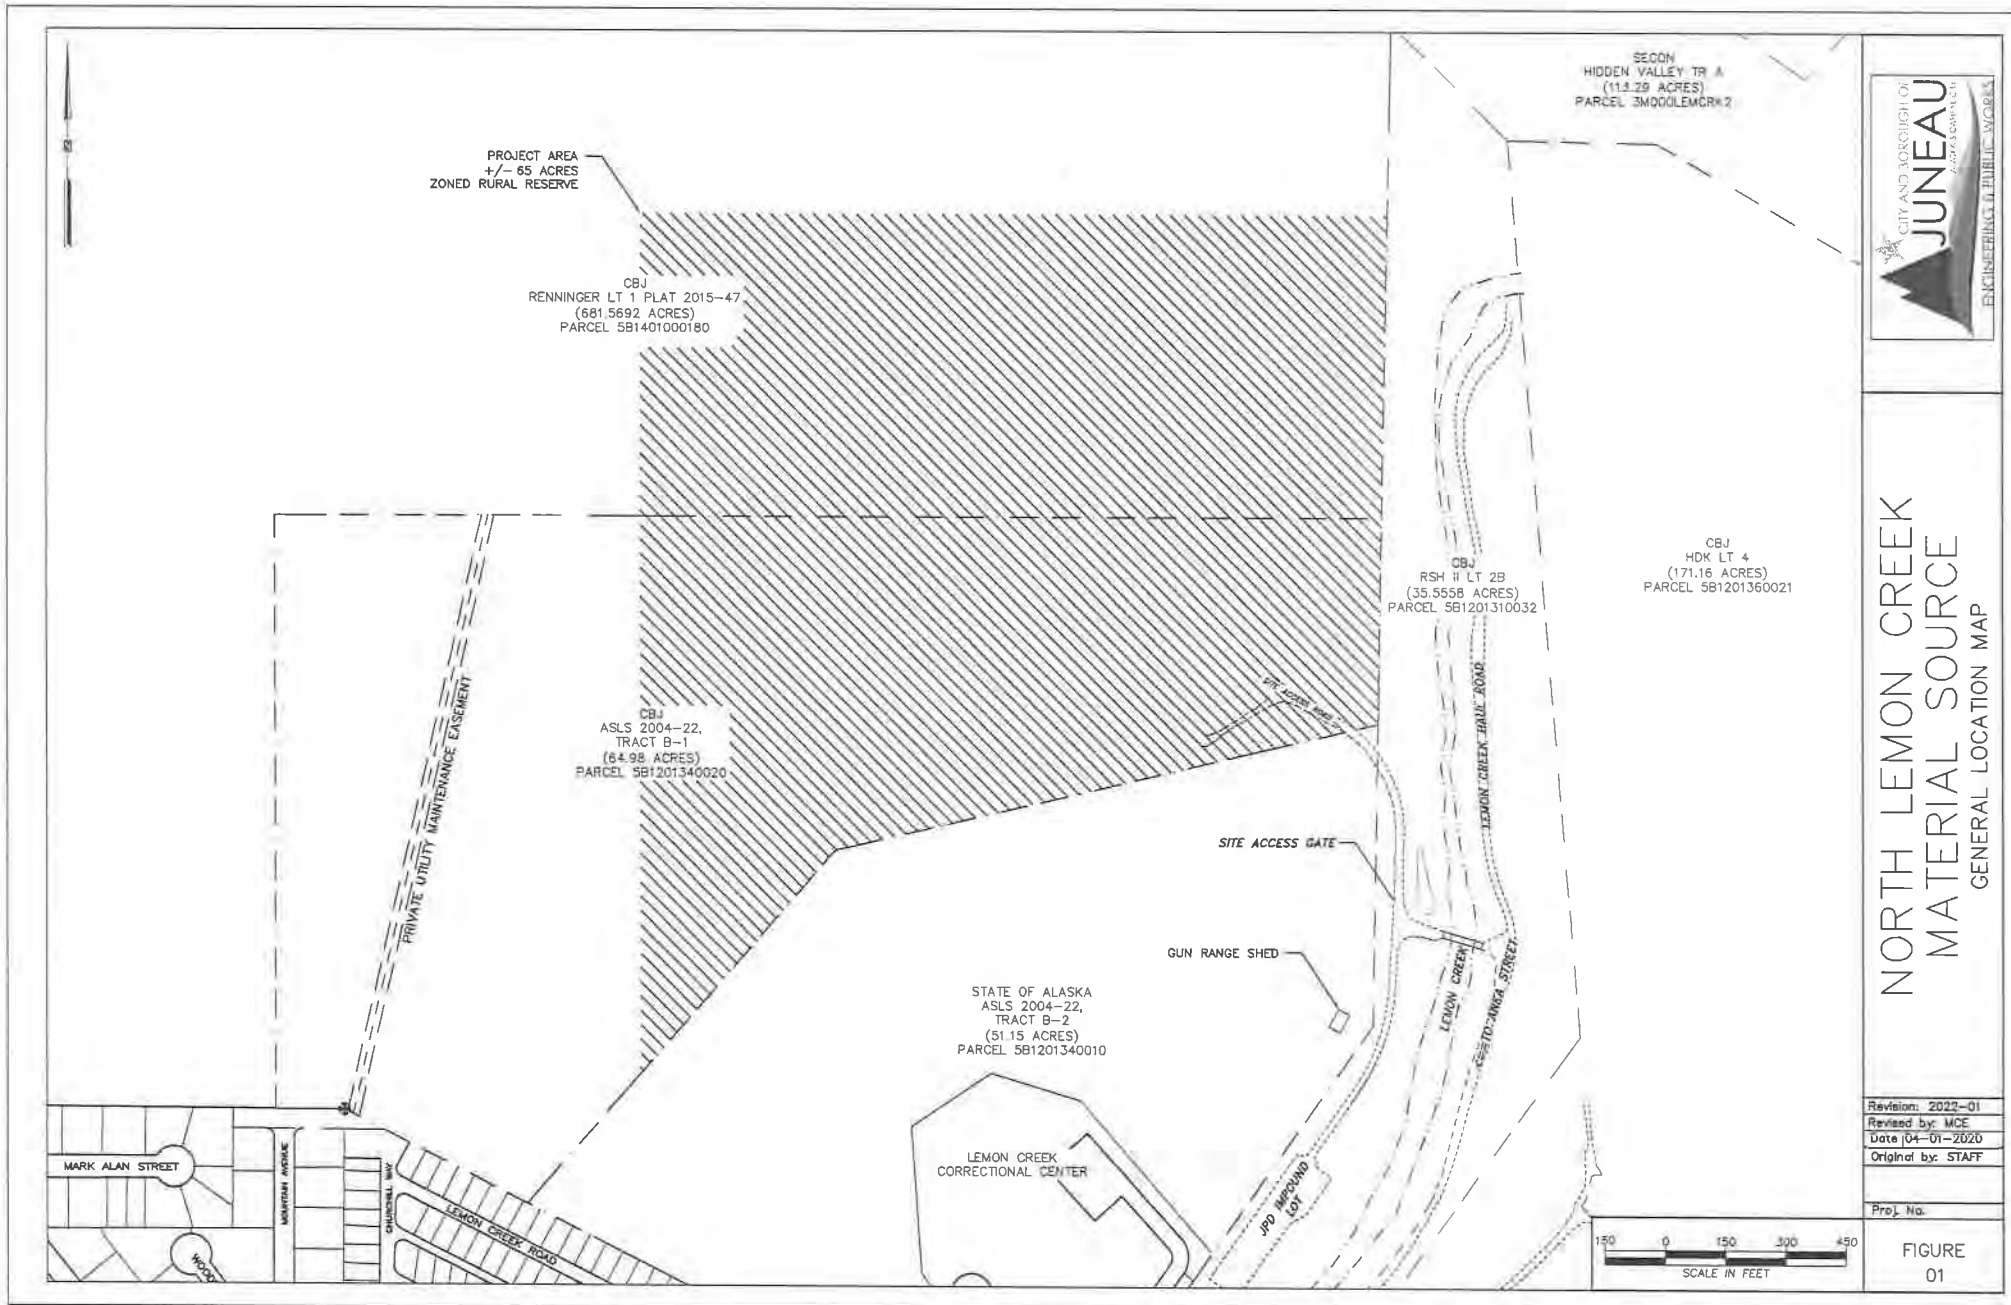 SECON
HIDDEN VALLEY TR A
(113.29 ACRES)
PARCEL 3M000LEMCRK2
PROJECT AREA
+/- 65 ACRES
ZONED RURAL RESERVE
CBJ
RENNINGER LT 1 PLAT 2015-47
(681.5692 ACRES)
PARCEL 5B1401000180
CBJ
RSH II LT 2B
(35.5558 ACRES)
PARCEL 5B1201310032
CBJ
HDK LT 4
(171.16 ACRES)
PARCEL 5B1201360021
CBJ
ASLS 2004-22,
TRACT B-1
(64.98 ACRES)
PARCEL 5B1201340020
PRIVATE UTILITY MAINTENANCE EASEMENT
SITE ACCESS ROAD
LEMON CREEK HAUL ROAD
SITE ACCESS GATE
GUN RANGE SHED
LEMON CREEK
STREET
STATE OF ALASKA
ASLS 2004-22,
TRACT B-2
(51.15 ACRES)
PARCEL 5B1201340010
LEMON CREEK
CORRECTIONAL CENTER
JPD IMPOUND
LOT
MARK ALAN STREET
MOUNTAIN AVENUE
CHURCHILL WAY
LEMON CREEK ROAD
WOOD
150 0 150 300 450
SCALE IN FEET
CITY AND BOROUGH OF
JUNEAU
ENGINEERING & PUBLIC WORKS
NORTH LEMON CREEK
MATERIAL SOURCE
GENERAL LOCATION MAP
Revision: 2022-01
Revised by: MCE
Date 04-01-2020
Original by: STAFF
Proj. No.
FIGURE
01